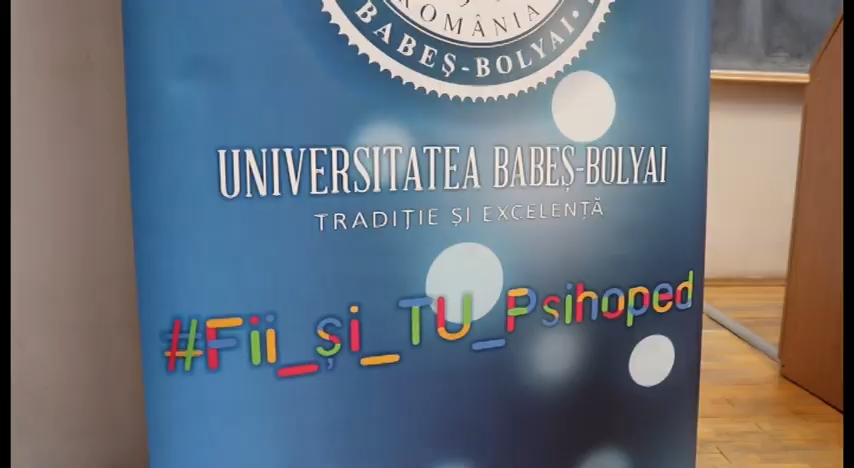 ROMÂNIA
BABEȘ-BOLYAI
UNIVERSITATEA BABEȘ-BOLYAI
TRADIȚIE ȘI EXCELENȚĂ
#Fii_și_TU_Psihoped